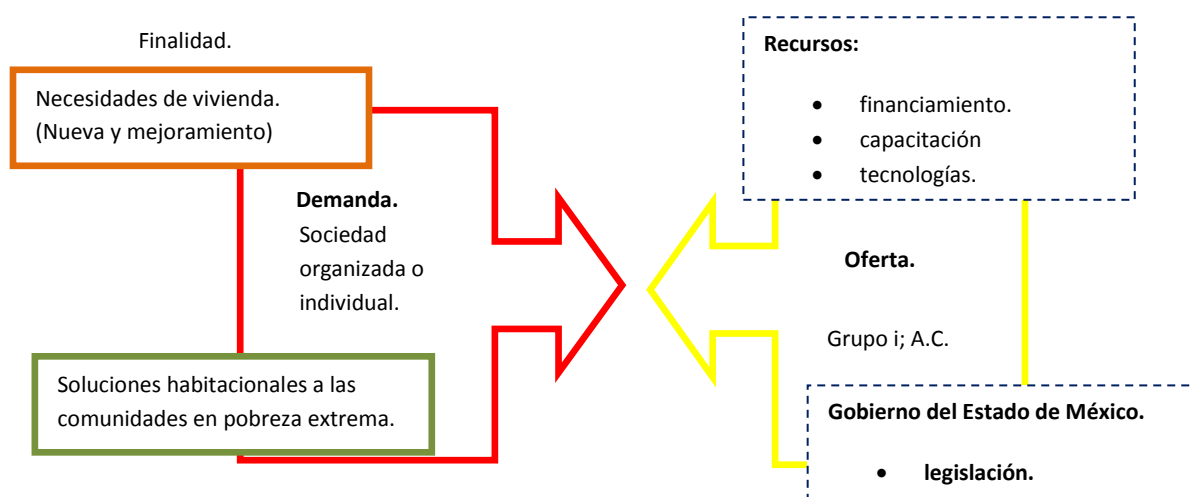 Finalidad.
Necesidades de vivienda.
(Nueva y mejoramiento)
Demanda.
Sociedad
organizada o
individual.
Soluciones habitacionales a las
comunidades en pobreza extrema.
Recursos:
• financiamiento.
• capacitación
• tecnologías.
Oferta.
Grupo i; A.C.
Gobierno del Estado de México.
• legislación.